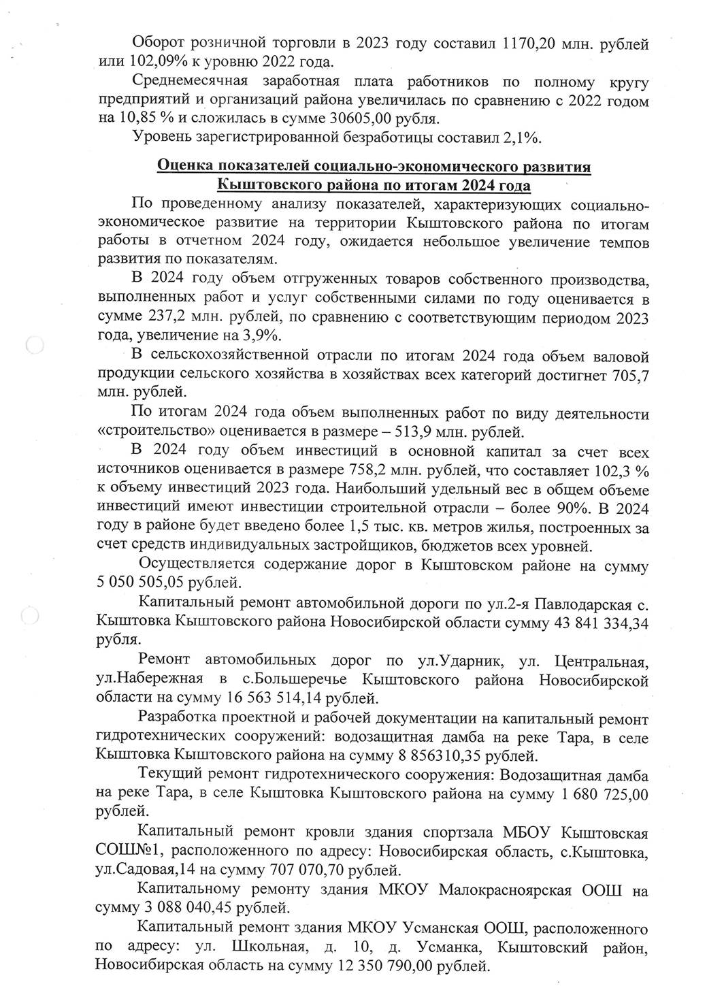 Оборот розничной торговли в 2023 году составил 1170,20 млн. рублей
или 102,09% к уровню 2022 года.
Среднемесячная заработная плата работников по полному кругу
предприятий и организаций района увеличилась по сравнению с 2022 годом
на 10,85 % и сложилась в сумме 30605,00 рубля.
Уровень зарегистрированной безработицы составил 2,1%.
Оценка показателей социально-экономического развития
Кыштовского района по итогам 2024 года
По проведенному анализу показателей, характеризующих социально-
экономическое развитие на территории Кыштовского района по итогам
работы в отчетном 2024 году, ожидается небольшое увеличение темпов
развития по показателям.
В 2024 году объем отгруженных товаров собственного производства,
выполненных работ и услуг собственными силами по году оценивается в
сумме 237,2 млн. рублей, по сравнению с соответствующим периодом 2023
года, увеличение на 3,9%.
В сельскохозяйственной отрасли по итогам 2024 года объем валовой
продукции сельского хозяйства в хозяйствах всех категорий достигнет 705,7
млн. рублей.
По итогам 2024 года объем выполненных работ по виду деятельности
«строительство» оценивается в размере – 513,9 млн. рублей.
В 2024 году объем инвестиций в основной капитал за счет всех
источников оценивается в размере 758,2 млн. рублей, что составляет 102,3 %
к объему инвестиций 2023 года. Наибольший удельный вес в общем объеме
инвестиций имеют инвестиции строительной отрасли – более 90%. В 2024
году в районе будет введено более 1,5 тыс. кв. метров жилья, построенных за
счет средств индивидуальных застройщиков, бюджетов всех уровней.
Осуществляется содержание дорог в Кыштовском районе на сумму
5 050 505,05 рублей.
Капитальный ремонт автомобильной дороги по ул.2-я Павлодарская с.
Кыштовка Кыштовского района Новосибирской области сумму 43 841 334,34
рубля.
Ремонт автомобильных дорог по ул.Ударник, ул. Центральная,
ул.Набережная в с.Большеречье Кыштовского района Новосибирской
области на сумму 16 563 514,14 рублей.
Разработка проектной и рабочей документации на капитальный ремонт
гидротехнических сооружений: водозащитная дамба на реке Тара, в селе
Кыштовка Кыштовского района на сумму 8 856310,35 рублей.
Текущий ремонт гидротехнического сооружения: Водозащитная дамба
на реке Тара, в селе Кыштовка Кыштовского района на сумму 1 680 725,00
рублей.
Капитальный ремонт кровли здания спортзала МБОУ Кыштовская
СОШ№1, расположенного по адресу: Новосибирская область, с.Кыштовка,
ул.Садовая,14 на сумму 707 070,70 рублей.
Капитальному ремонту здания МКОУ Малокрасноярская ООШ на
сумму 3 088 040,45 рублей.
Капитальный ремонт здания МКОУ Усманская ООШ, расположенного
по адресу: ул. Школьная, д. 10, д. Усманка, Кыштовский район,
Новосибирская область на сумму 12 350 790,00 рублей.